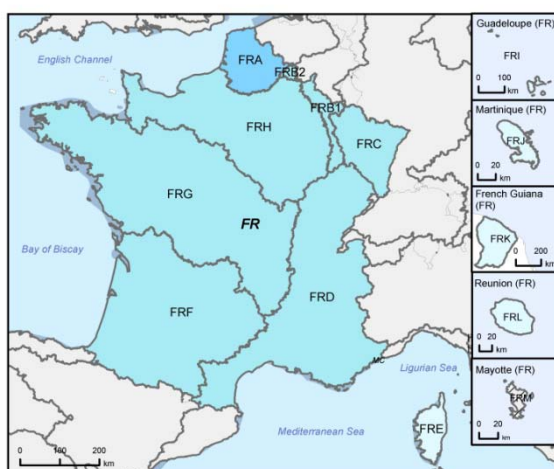 English Channel
FRA
FRB2
FRB1
FRH
FRC
FRG
FR
Bay of Biscay
FRF
FRD
MC
Ligurian Sea
Mediterranean Sea
FRE
0 100 200
km
Guadeloupe (FR)
FRI
0 100
km
Martinique (FR)
FRJ
0 20
km
French Guiana
(FR)
FRK
0 200
km
Reunion (FR)
FRL
0 20
km
Mayotte (FR)
FRM
0 20
km